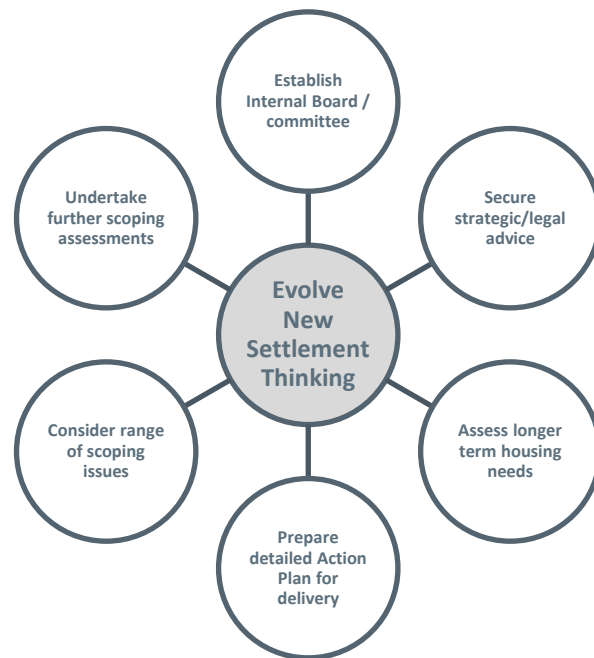 Establish
Internal Board /
committee
Undertake
further scoping
assessments
Secure
strategic/legal
advice
Evolve
New
Settlement
Thinking
Consider range
of scoping
issues
Assess longer
term housing
needs
Prepare
detailed Action
Plan for
delivery